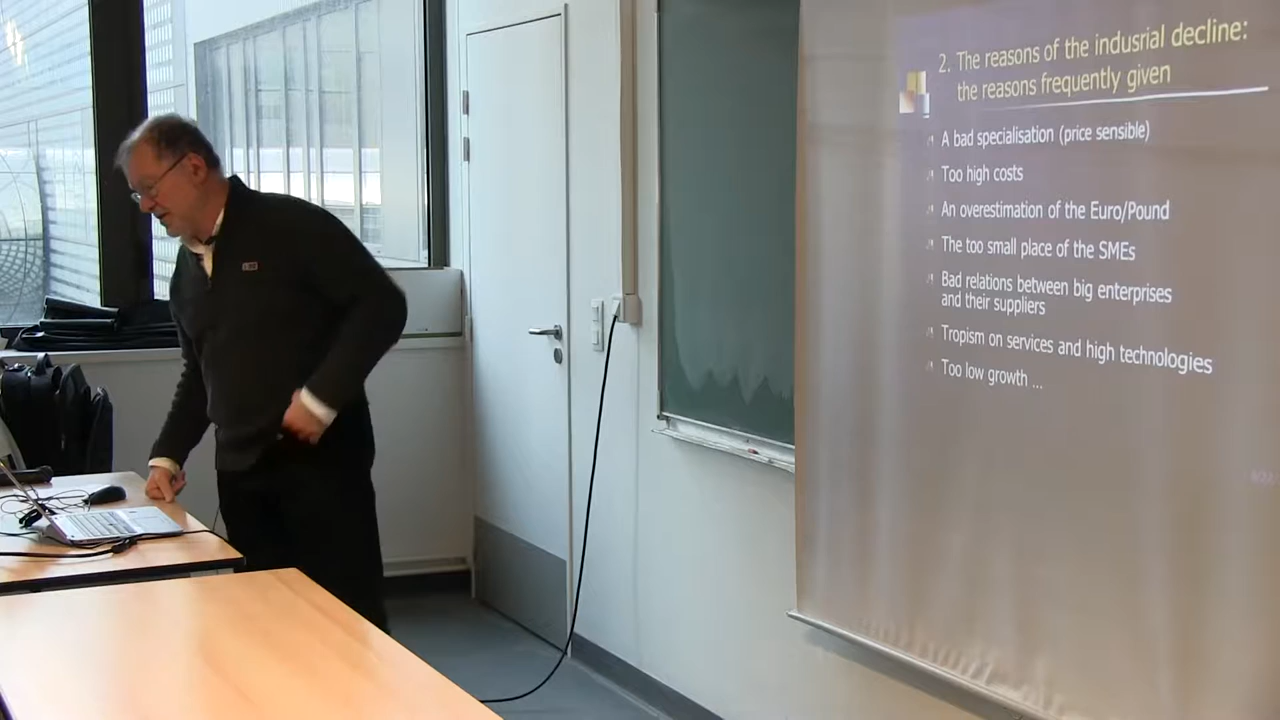 2. The reasons of the indusrial decline:
the reasons frequently given
A bad specialisation (price sensible)
Too high costs
An overestimation of the Euro/Pound
The too small place of the SMEs
Bad relations between big enterprises
and their suppliers
Tropism on services and high technologies
Too low growth ...